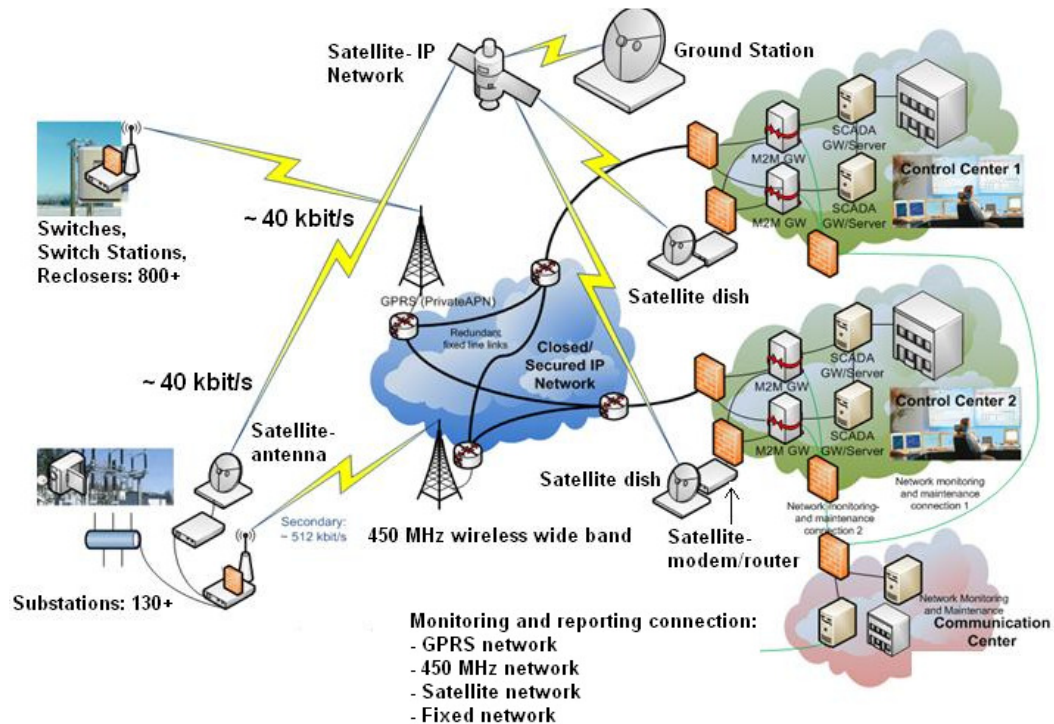 Satellite- IP
Network
Ground Station
SCADA
GW/Server
M2M GW
Control Center 1
M2M GW
SCADA
GW/Server
~ 40 kbit/s
Switches,
Switch Stations,
Reclosers: 800+
Satellite dish
GPRS (PrivateAPN)
Redundant
fixed line links
Closed/
Secured IP
Network
~ 40 kbit/s
SCADA
GW/Server
M2M GW
Control Center 2
M2M GW
SCADA
GW/Server
Satellite-
antenna
Satellite dish
Network monitoring
and maintenance
connection 1
Network monitoring-
and maintenance
connection 2
Secondary:
~ 512 kbit/s
450 MHz wireless wide band
Satellite-
modem/router
Substations: 130+
Network Monitoring
and Maintenance
Communication
Center
Monitoring and reporting connection:
- GPRS network
- 450 MHz network
- Satellite network
- Fixed network